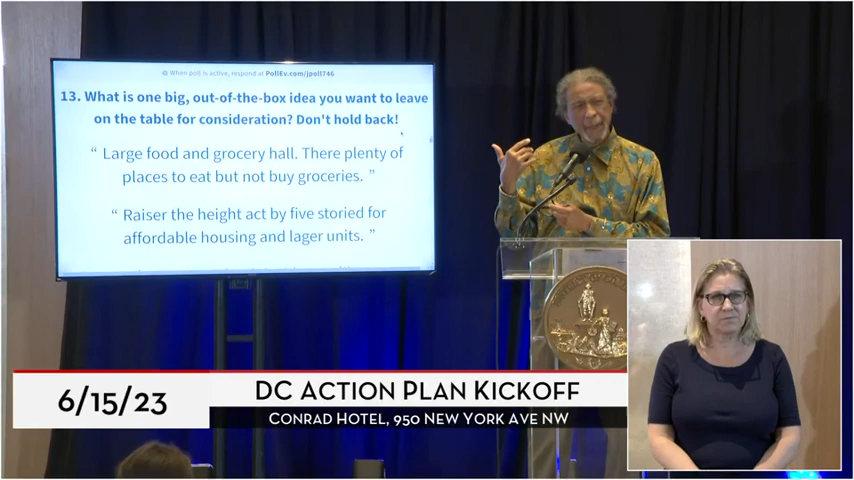 When poll is active, respond at PollEv.com/jpoll746
13. What is one big, out-of-the-box idea you want to leave
on the table for consideration? Don't hold back!
“ Large food and grocery hall. There plenty of
places to eat but not buy groceries. ”
“ Raiser the height act by five storied for
affordable housing and lager units. ”
6/15/23
DC Action Plan Kickoff
Conrad Hotel, 950 New York Ave NW